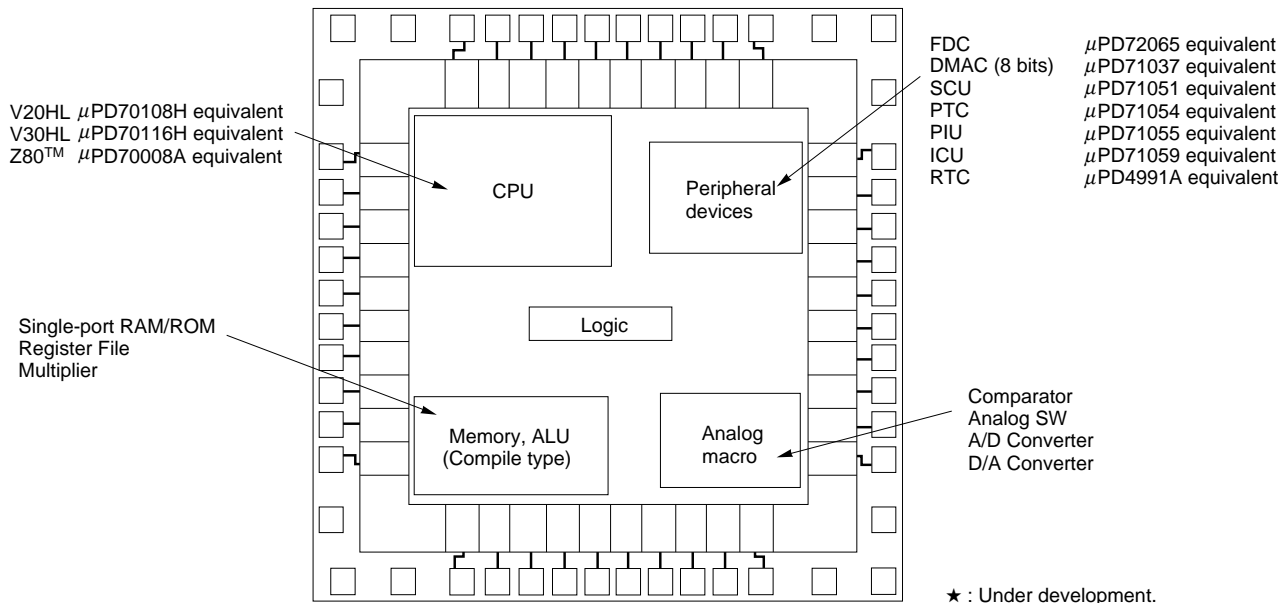 FDC μPD72065 equivalent
DMAC (8 bits) μPD71037 equivalent
SCU μPD71051 equivalent
PTC μPD71054 equivalent
PIU μPD71055 equivalent
ICU μPD71059 equivalent
RTC μPD4991A equivalent
V20HL μPD70108H equivalent
V30HL μPD70116H equivalent
Z80™ μPD70008A equivalent
CPU
Peripheral
devices
Logic
Single-port RAM/ROM
Register File
Multiplier
Memory, ALU
(Compile type)
Analog
macro
Comparator
Analog SW
A/D Converter
D/A Converter
★ : Under development.